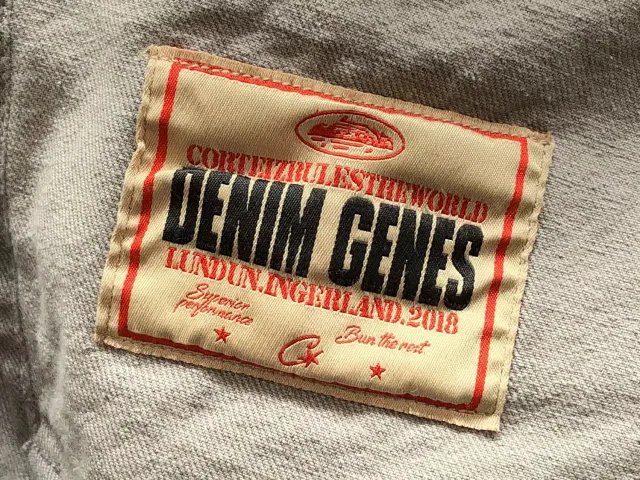 CORTEIZRULESTHEWORLD
DENIM GENES
LUNDUN.INGERLAND.2018
Superior performance
Bun the rest
C